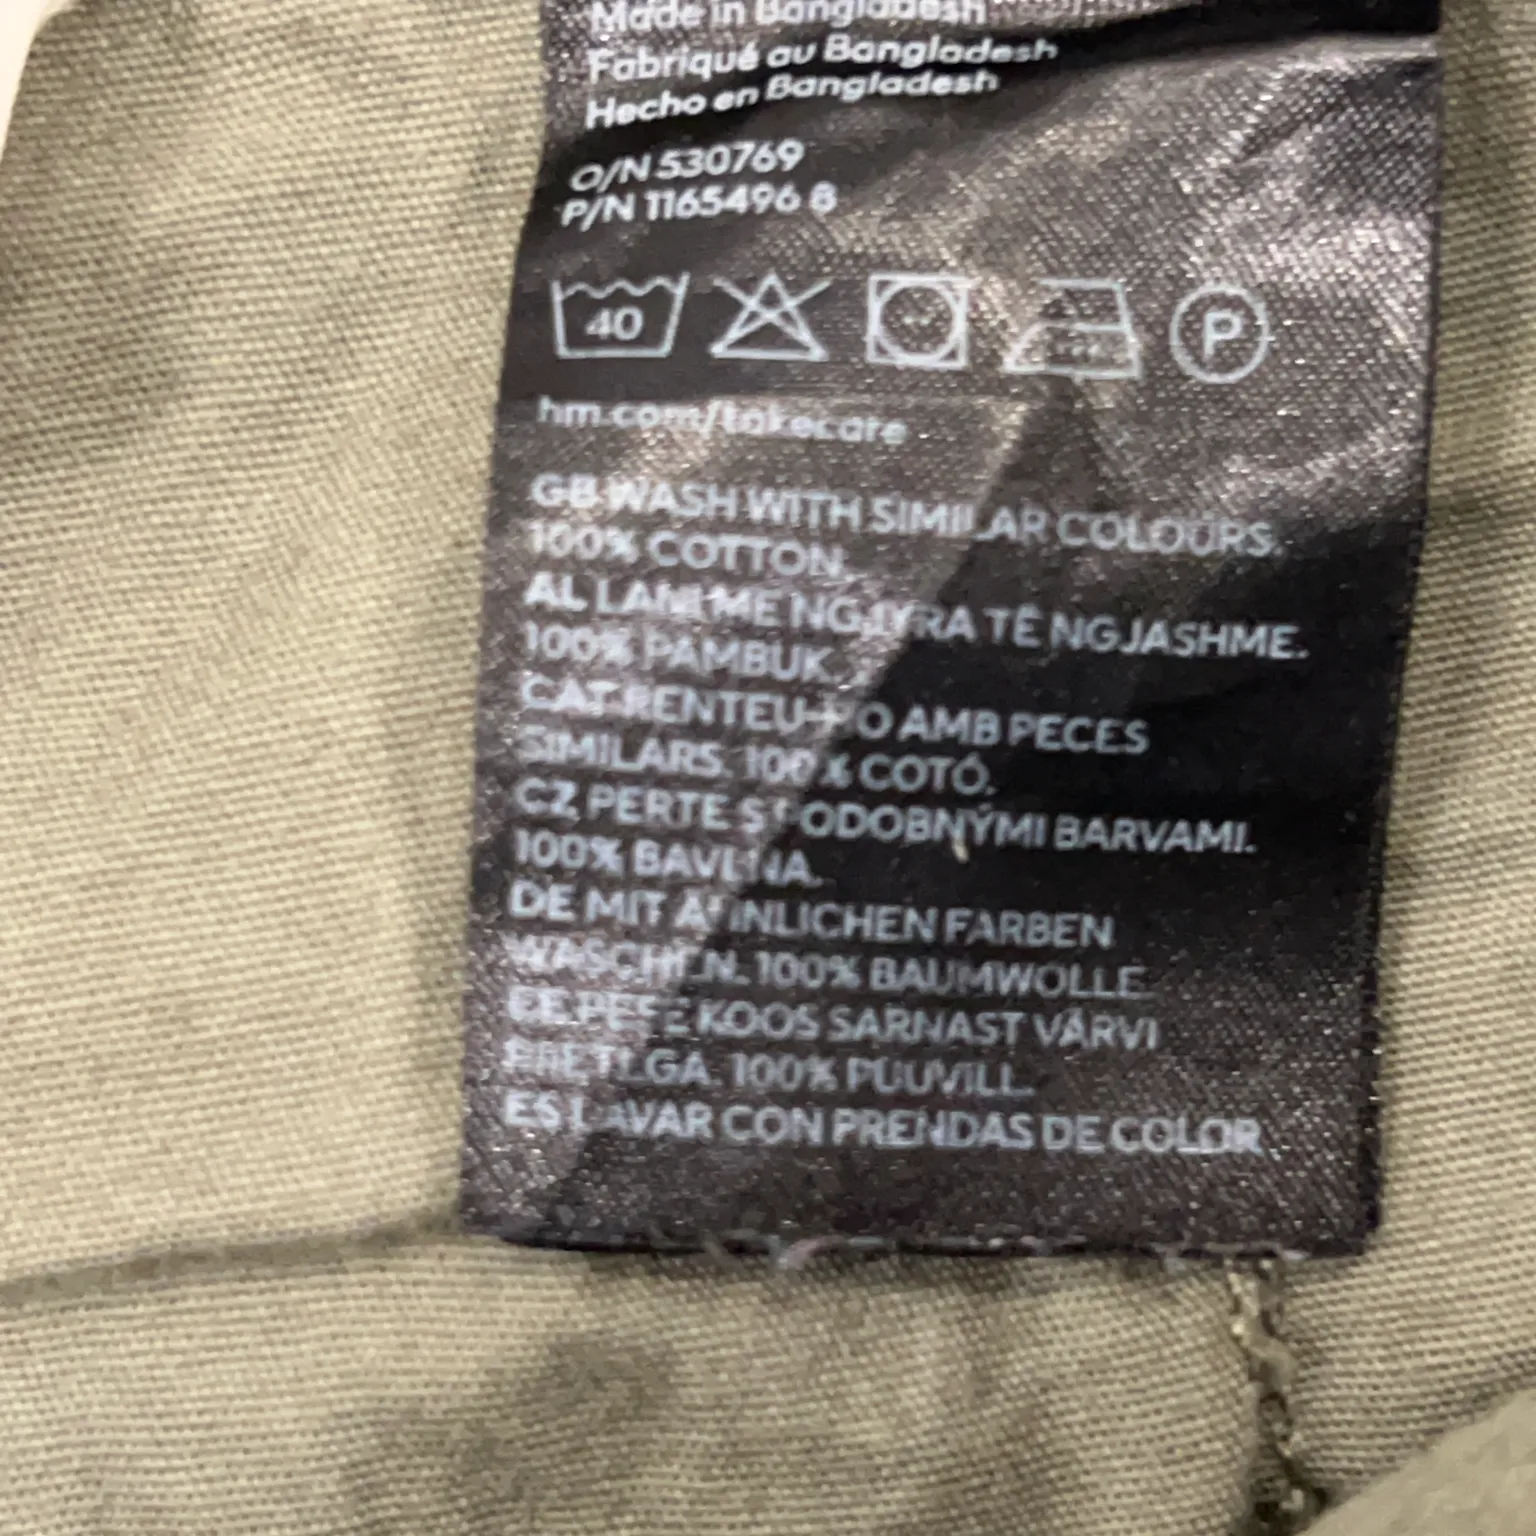 Made in Bangladesh
Fabriqué au Bangladesh
Hecho en Bangladesh
O/N 530769
P/N 1165496 8
40
P
hm.com/takecare
GB WASH WITH SIMILAR COLOURS.
100% COTTON.
AL LANI ME NGJYRA TË NGJASHME.
100% PAMBUK.
CAT RENTEU-HO AMB PECES
SIMILARS. 100% COTÓ.
CZ PERTE S PODOBNÝMI BARVAMI.
100% BAVLNA.
DE MIT ÄHNLICHEN FARBEN
WASCHEN. 100% BAUMWOLLE.
EE PESTE KOOS SARNAST VÄRVI
RIIETEGA. 100% PUUVILL.
ES LAVAR CON PRENDAS DE COLOR